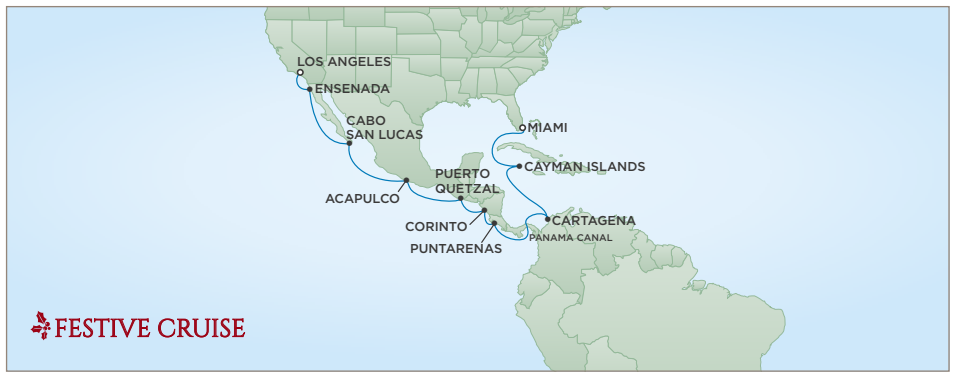 LOS ANGELES
ENSENADA
CABO
SAN LUCAS
MIAMI
CAYMAN ISLANDS
PUERTO
QUETZAL
ACAPULCO
CORINTO
CARTAGENA
PANAMA CANAL
PUNTARENAS
FESTIVE CRUISE